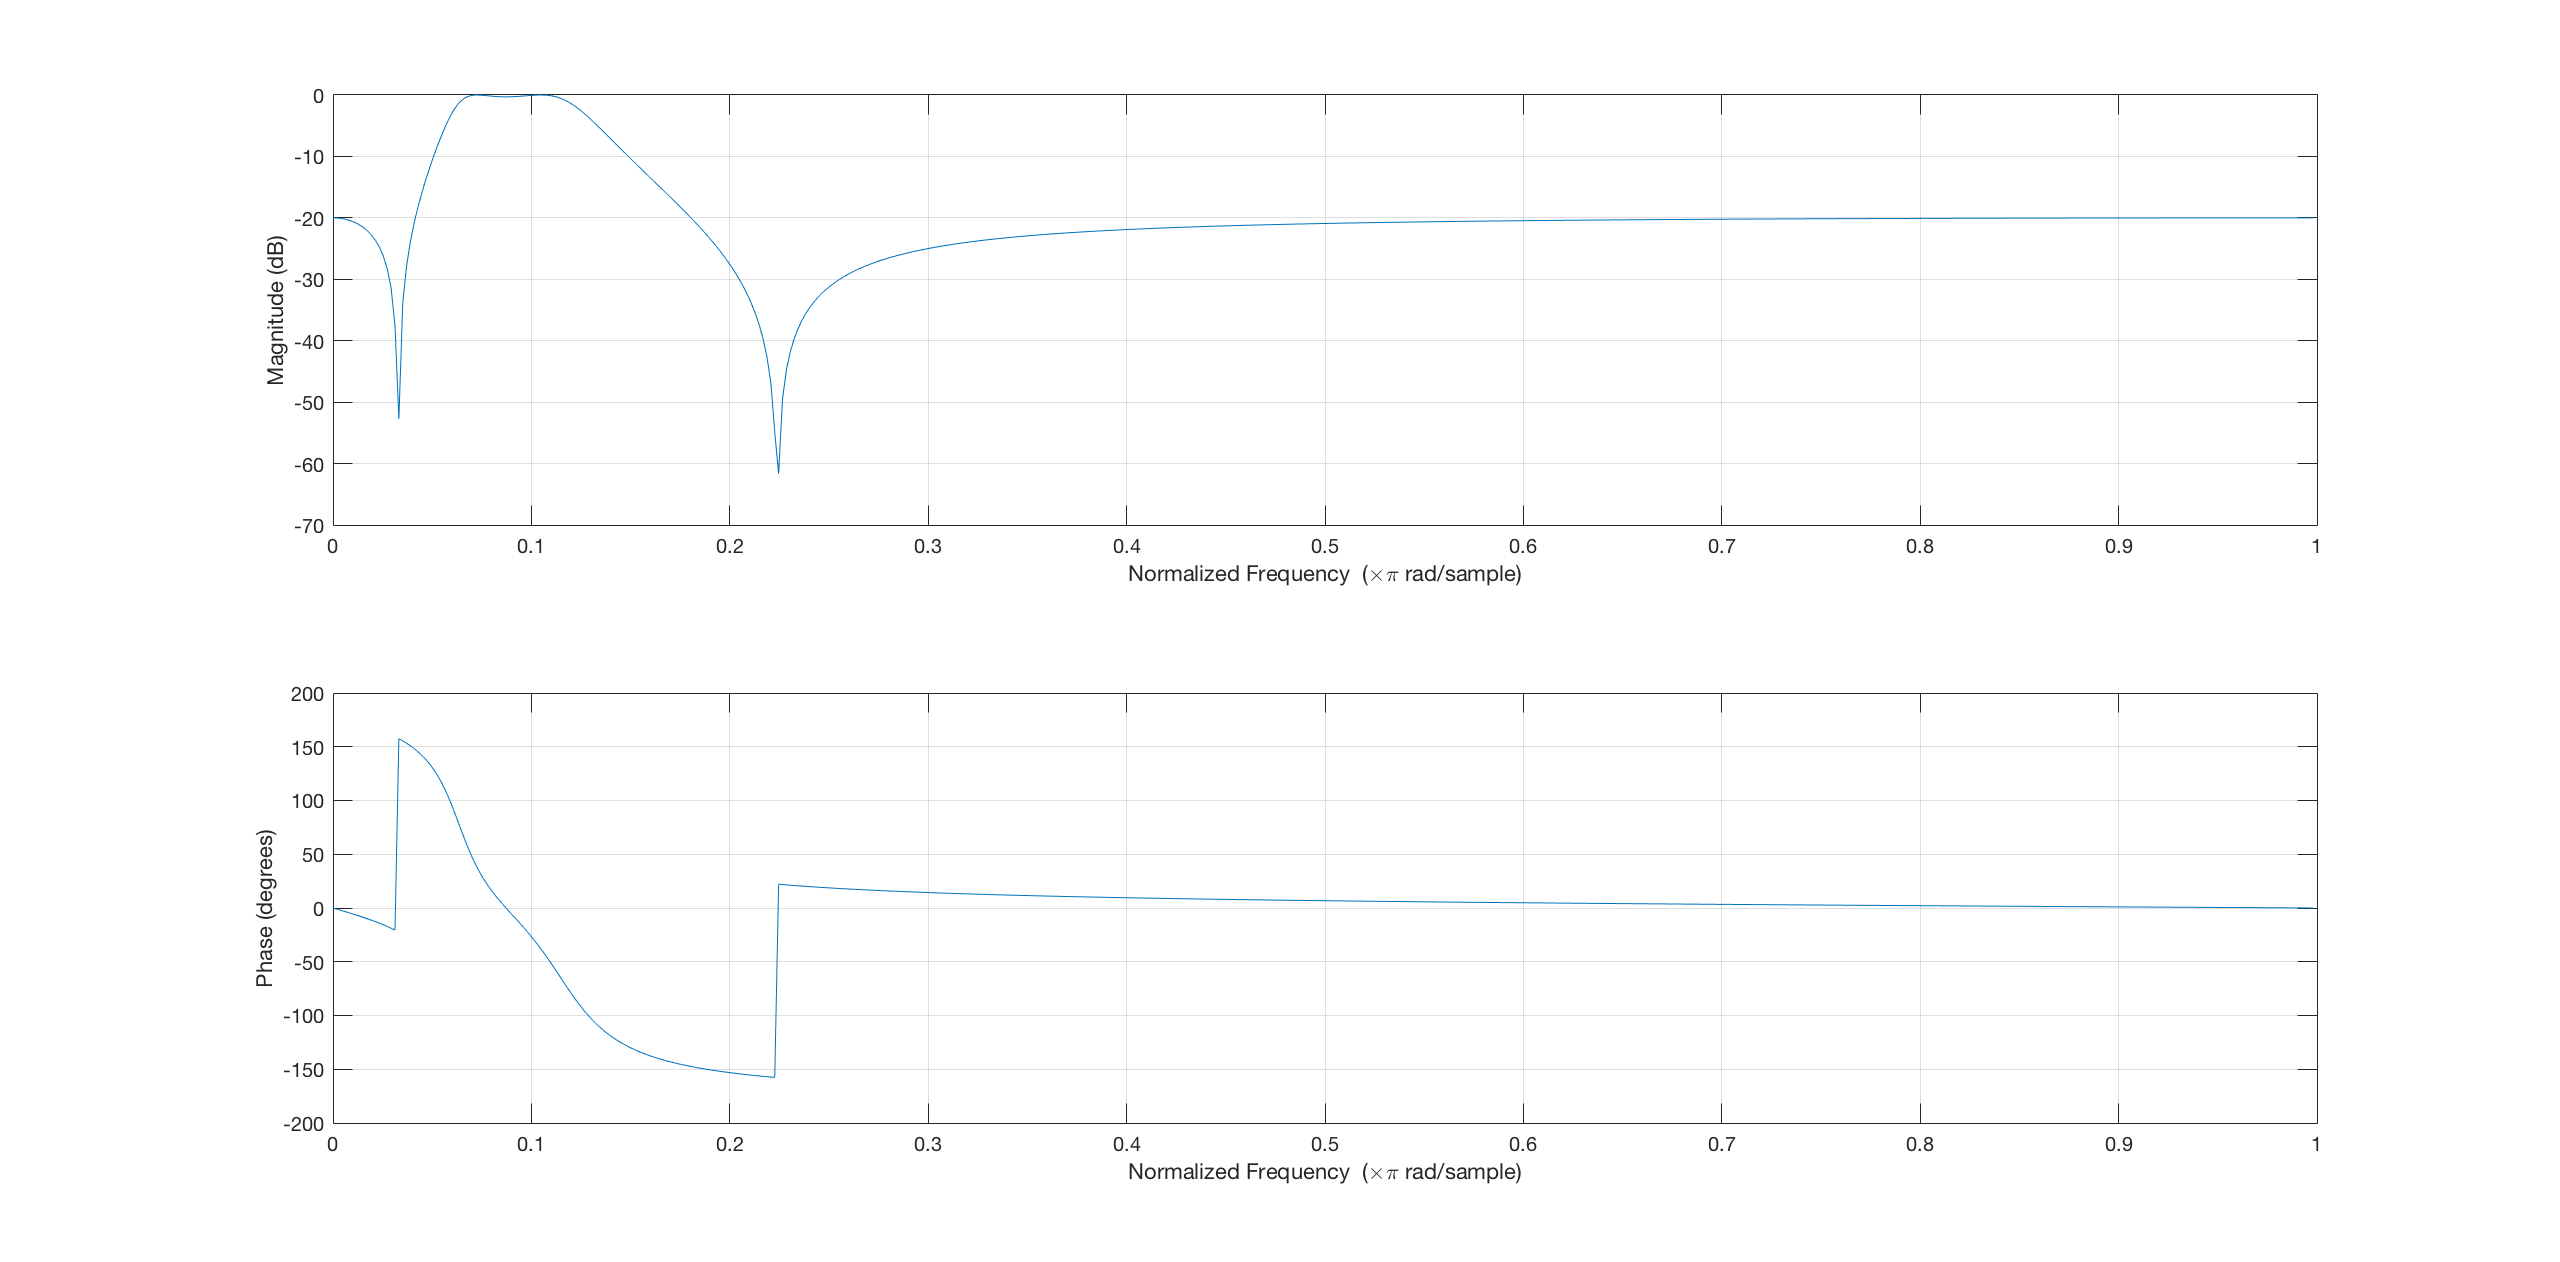 0
-10
-20
-30
-40
-50
-60
-70
Magnitude (dB)
0 0.1 0.2 0.3 0.4 0.5 0.6 0.7 0.8 0.9 1
Normalized Frequency (×π rad/sample)
200
150
100
50
0
-50
-100
-150
-200
Phase (degrees)
0 0.1 0.2 0.3 0.4 0.5 0.6 0.7 0.8 0.9 1
Normalized Frequency (×π rad/sample)